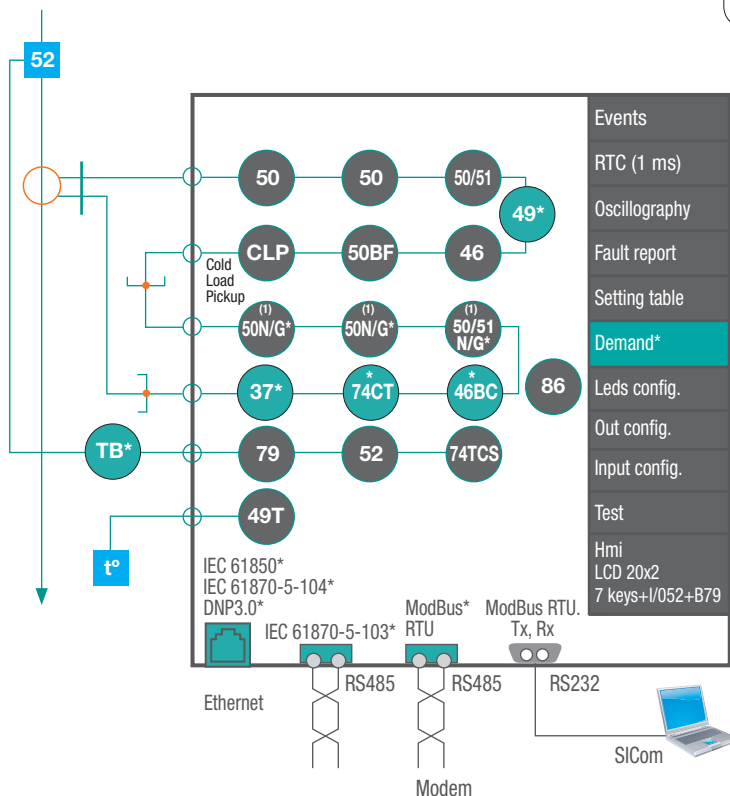 52
Events
RTC (1 ms)
Oscillography
Fault report
Setting table
Demand*
Leds config.
Out config.
Input config.
Test
Hmi
LCD 20x2
7 keys+I/052+B79
50
50
50/51
49*
Cold
Load
Pickup
CLP
50BF
46
(1)
50N/G*
(1)
50N/G*
(1)
50/51
N/G*
37*
*
74CT
*
46BC
86
TB*
79
52
74TCS
49T
tº
IEC 61850*
IEC 61870-5-104*
DNP3.0*
IEC 61870-5-103*
ModBus*
RTU
ModBus RTU.
Tx, Rx
Ethernet
RS485
RS485
RS232
SICom
Modem